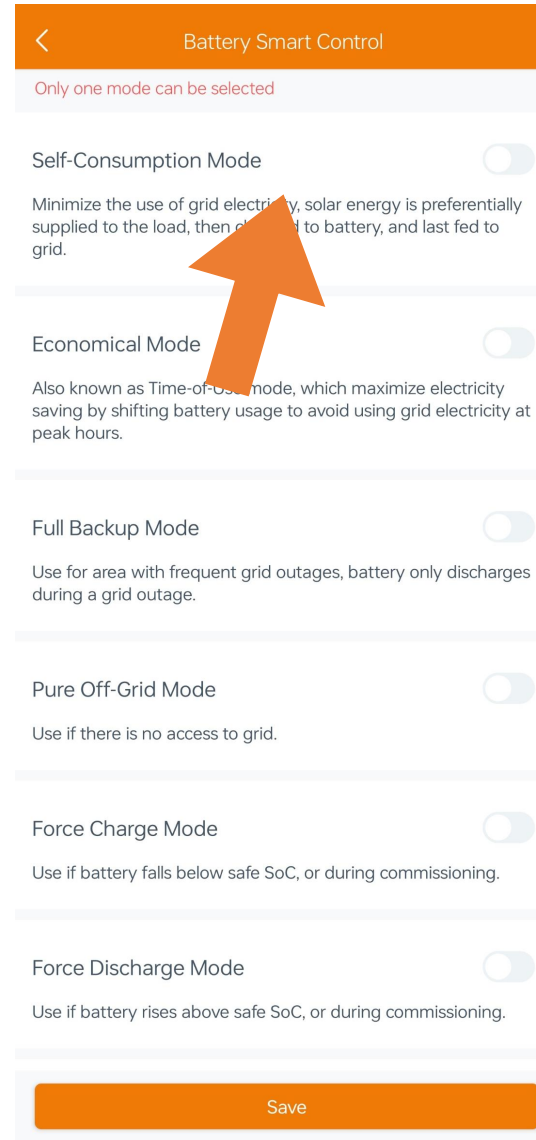 Battery Smart Control
Only one mode can be selected
Self-Consumption Mode
Minimize the use of grid electricity, solar energy is preferentially
supplied to the load, then to battery, and last fed to
grid.
Economical Mode
Also known as Time-of-Use mode, which maximize electricity
saving by shifting battery usage to avoid using grid electricity at
peak hours.
Full Backup Mode
Use for area with frequent grid outages, battery only discharges
during a grid outage.
Pure Off-Grid Mode
Use if there is no access to grid.
Force Charge Mode
Use if battery falls below safe SoC, or during commissioning.
Force Discharge Mode
Use if battery rises above safe SoC, or during commissioning.
Save